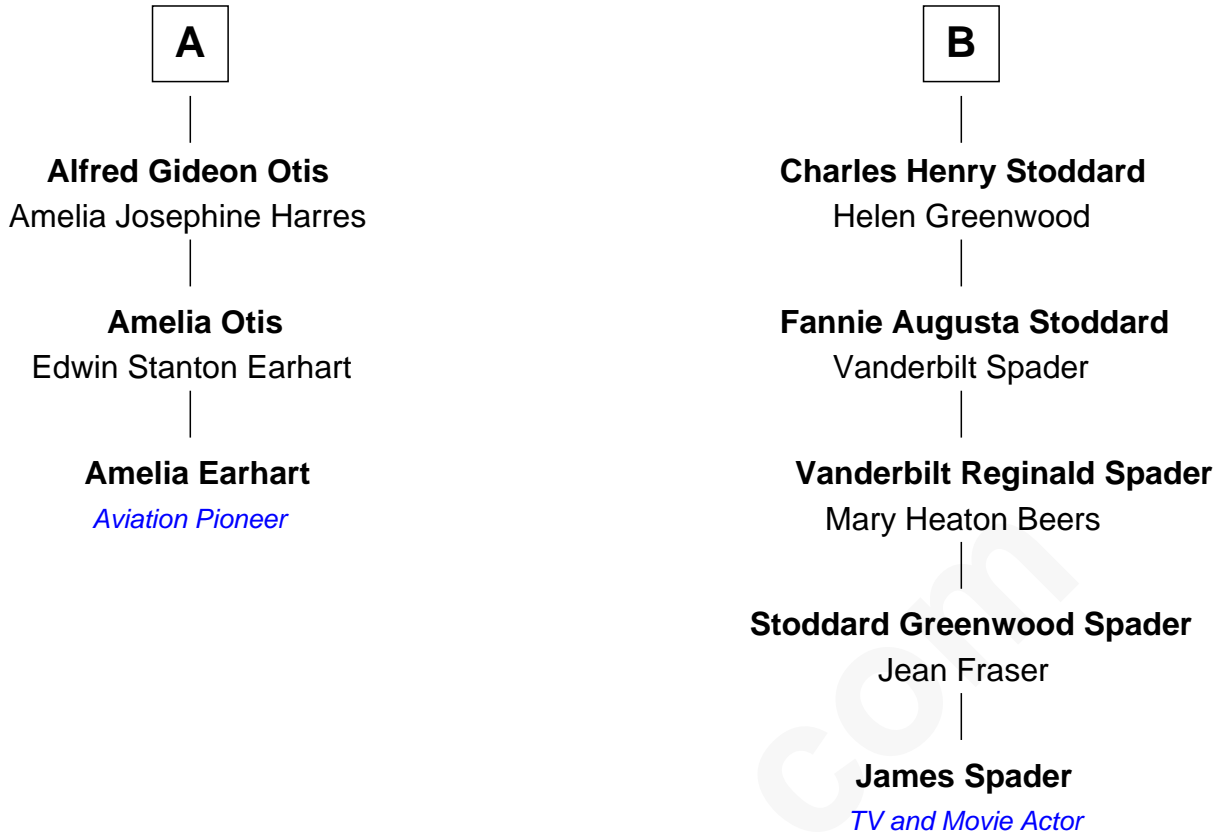 A
Alfred Gideon Otis
Amelia Josephine Harres
Amelia Otis
Edwin Stanton Earhart
Amelia Earhart
Aviation Pioneer
B
Charles Henry Stoddard
Helen Greenwood
Fannie Augusta Stoddard
Vanderbilt Spader
Vanderbilt Reginald Spader
Mary Heaton Beers
Stoddard Greenwood Spader
Jean Fraser
James Spader
TV and Movie Actor
com